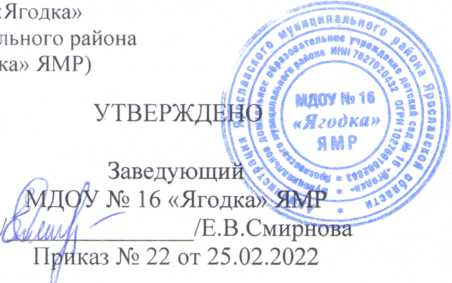 «Ягодка»
льного района
ка» ЯМР)
УТВЕРЖДЕНО
Заведующий
МДОУ № 16 «Ягодка» ЯМР
/Е.В.Смирнова
Приказ № 22 от 25.02.2022
МДОУ № 16
«Ягодка»
ЯМР